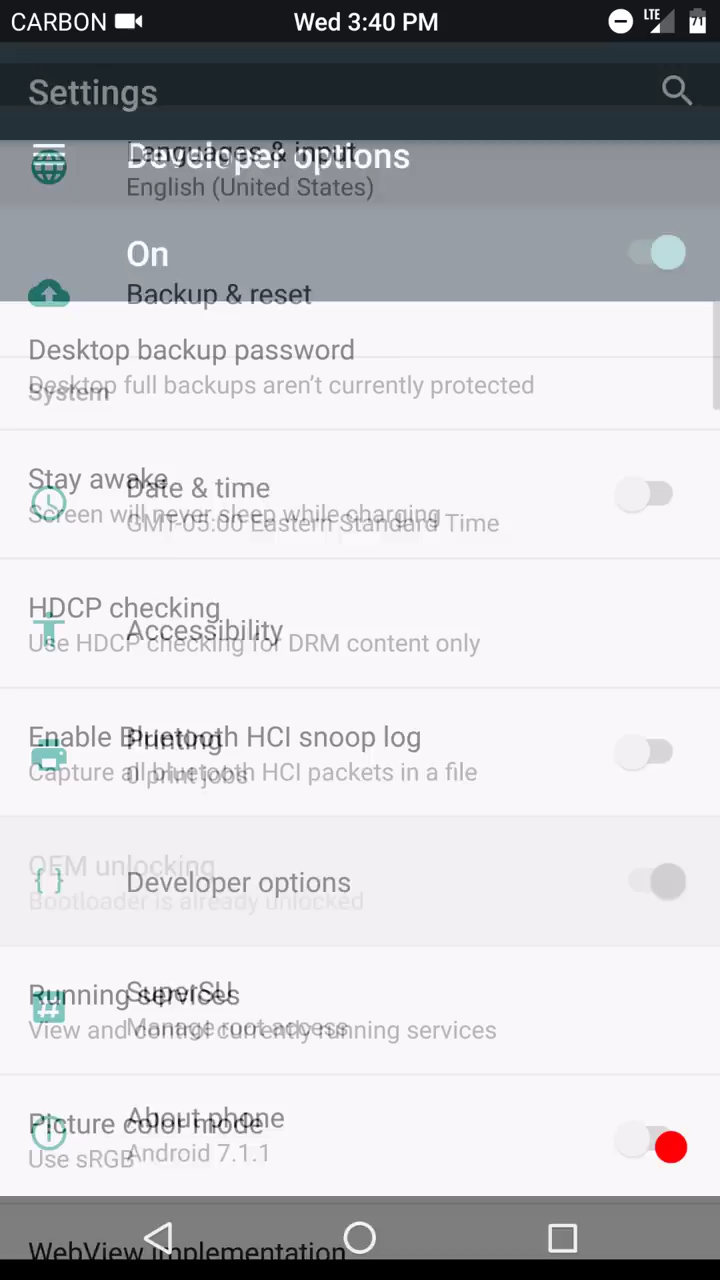 CARBON Wed 3:40 PM LTE 71
Settings
Languages & input
Developer options
English (United States)
On
Backup & reset
Desktop backup password
Desktop full backups aren't currently protected
System
Stay awake
Date & time
Screen will never sleep while charging
GMT-05:00 Eastern Standard Time
HDCP checking
Accessibility
Use HDCP checking for DRM content only
Enable Bluetooth HCI snoop log
Printing
Capture all bluetooth HCI packets in a file
0 print jobs
OEM unlocking
Developer options
Bootloader is already unlocked
SuperSU
Running services
Manage root access
View and control currently running services
About phone
Picture color mode
Android 7.1.1
Use sRGB
WebView implementation